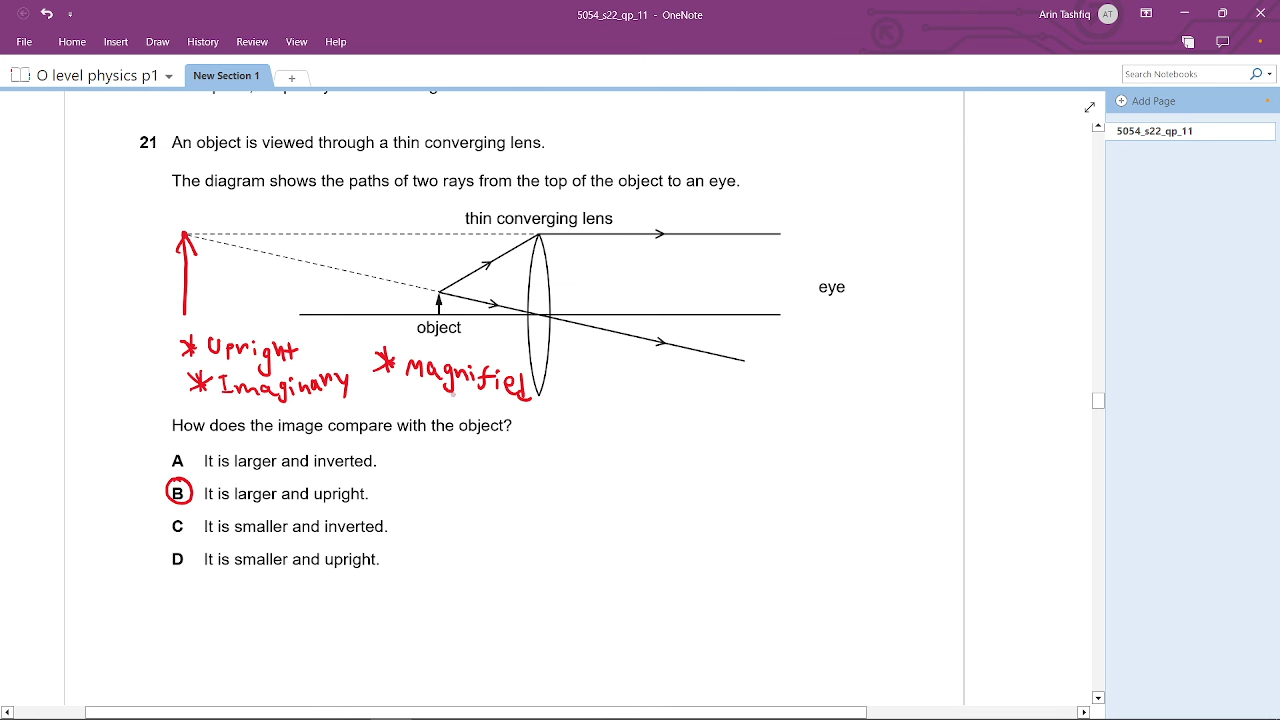 5054_s22_qp_11 - OneNote
Arin Tashfiq AT
File Home Insert Draw History Review View Help
O level physics p1 New Section 1 +
Search Notebooks
Add Page
5054_s22_qp_11
21 An object is viewed through a thin converging lens.
The diagram shows the paths of two rays from the top of the object to an eye.
thin converging lens
eye
object
* Upright
* Imaginary
* Magnified
How does the image compare with the object?
A It is larger and inverted.
B It is larger and upright.
C It is smaller and inverted.
D It is smaller and upright.